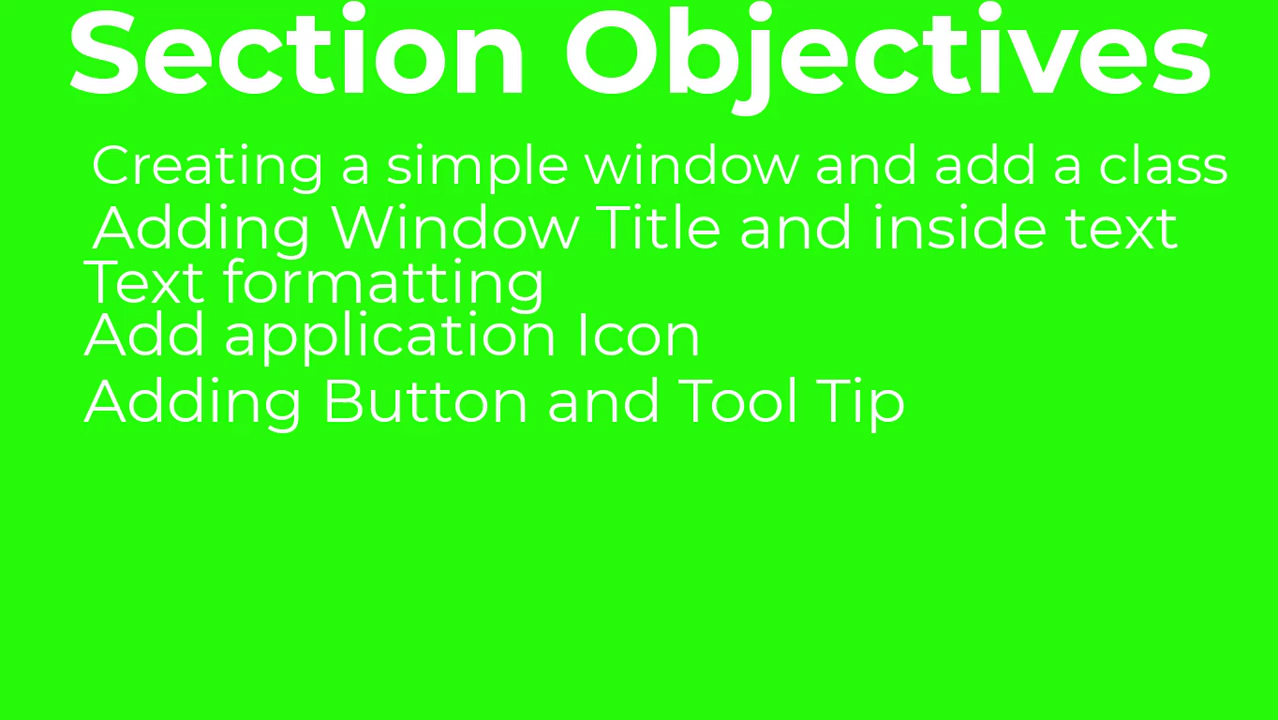 Section Objectives
Creating a simple window and add a class
Adding Window Title and inside text
Text formatting
Add application Icon
Adding Button and Tool Tip